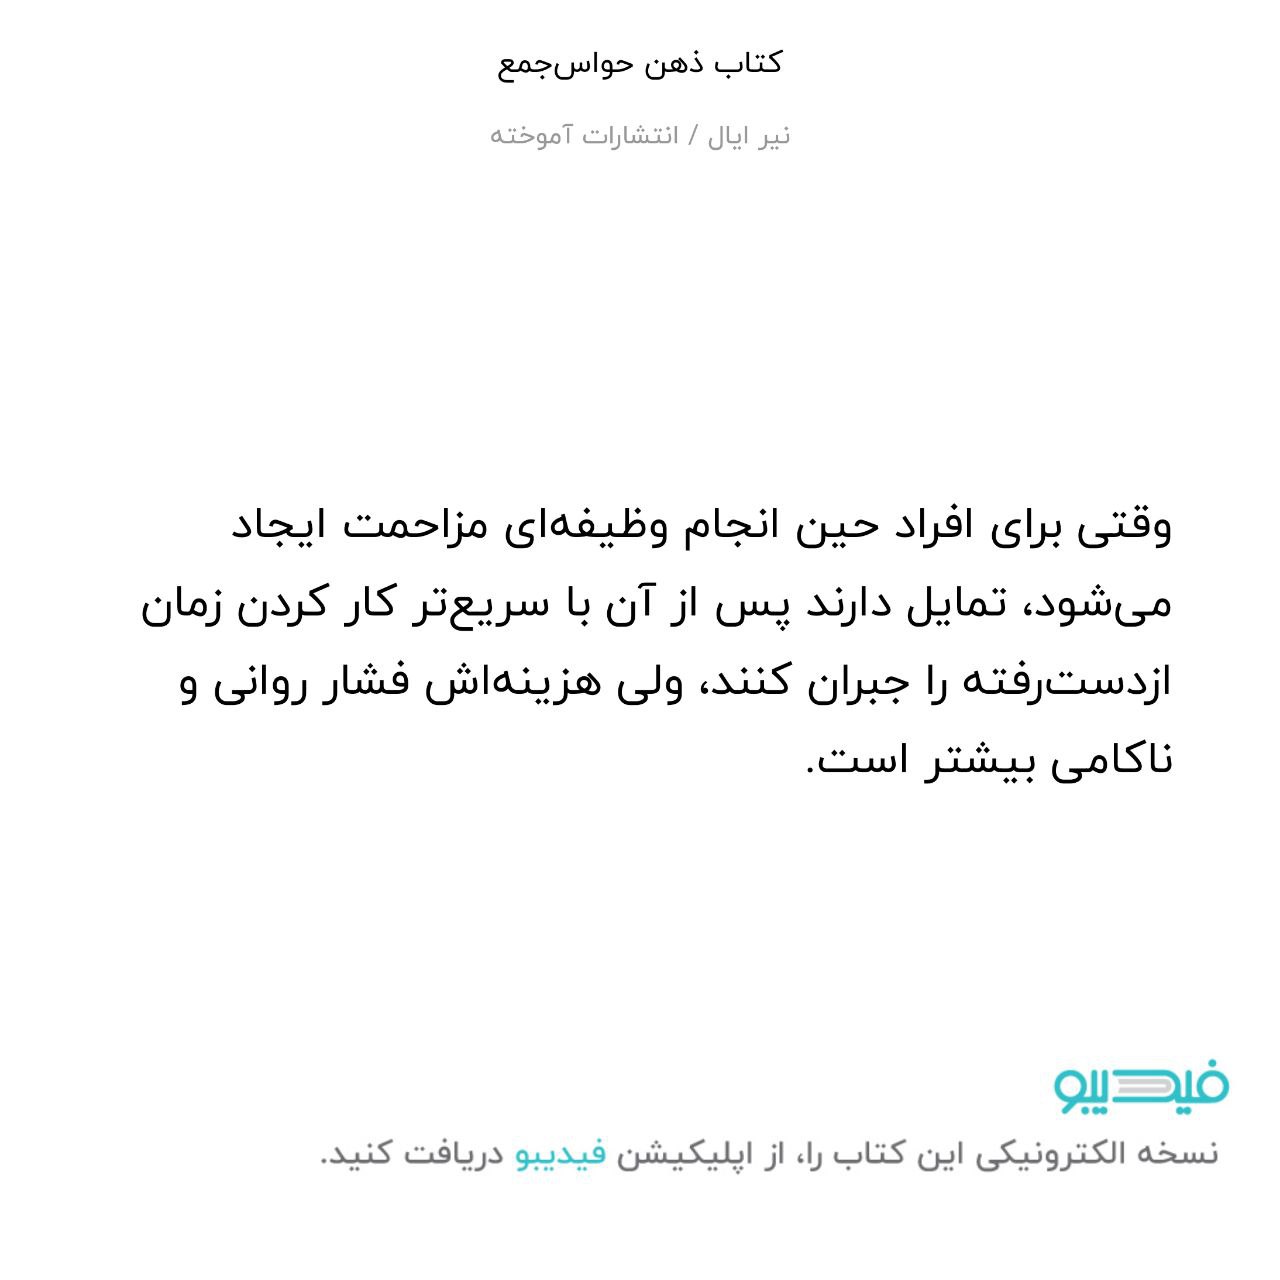 کتاب ذهن حواس‌جمع
نیر ایال / انتشارات آموخته
وقتی برای افراد حین انجام وظیفه‌ای مزاحمت ایجاد
می‌شود، تمایل دارند پس از آن با سریع‌تر کار کردن زمان
ازدست‌رفته را جبران کنند، ولی هزینه‌اش فشار روانی و
ناکامی بیشتر است.
فیدیبو
نسخه الکترونیکی این کتاب را، از اپلیکیشن فیدیبو دریافت کنید.